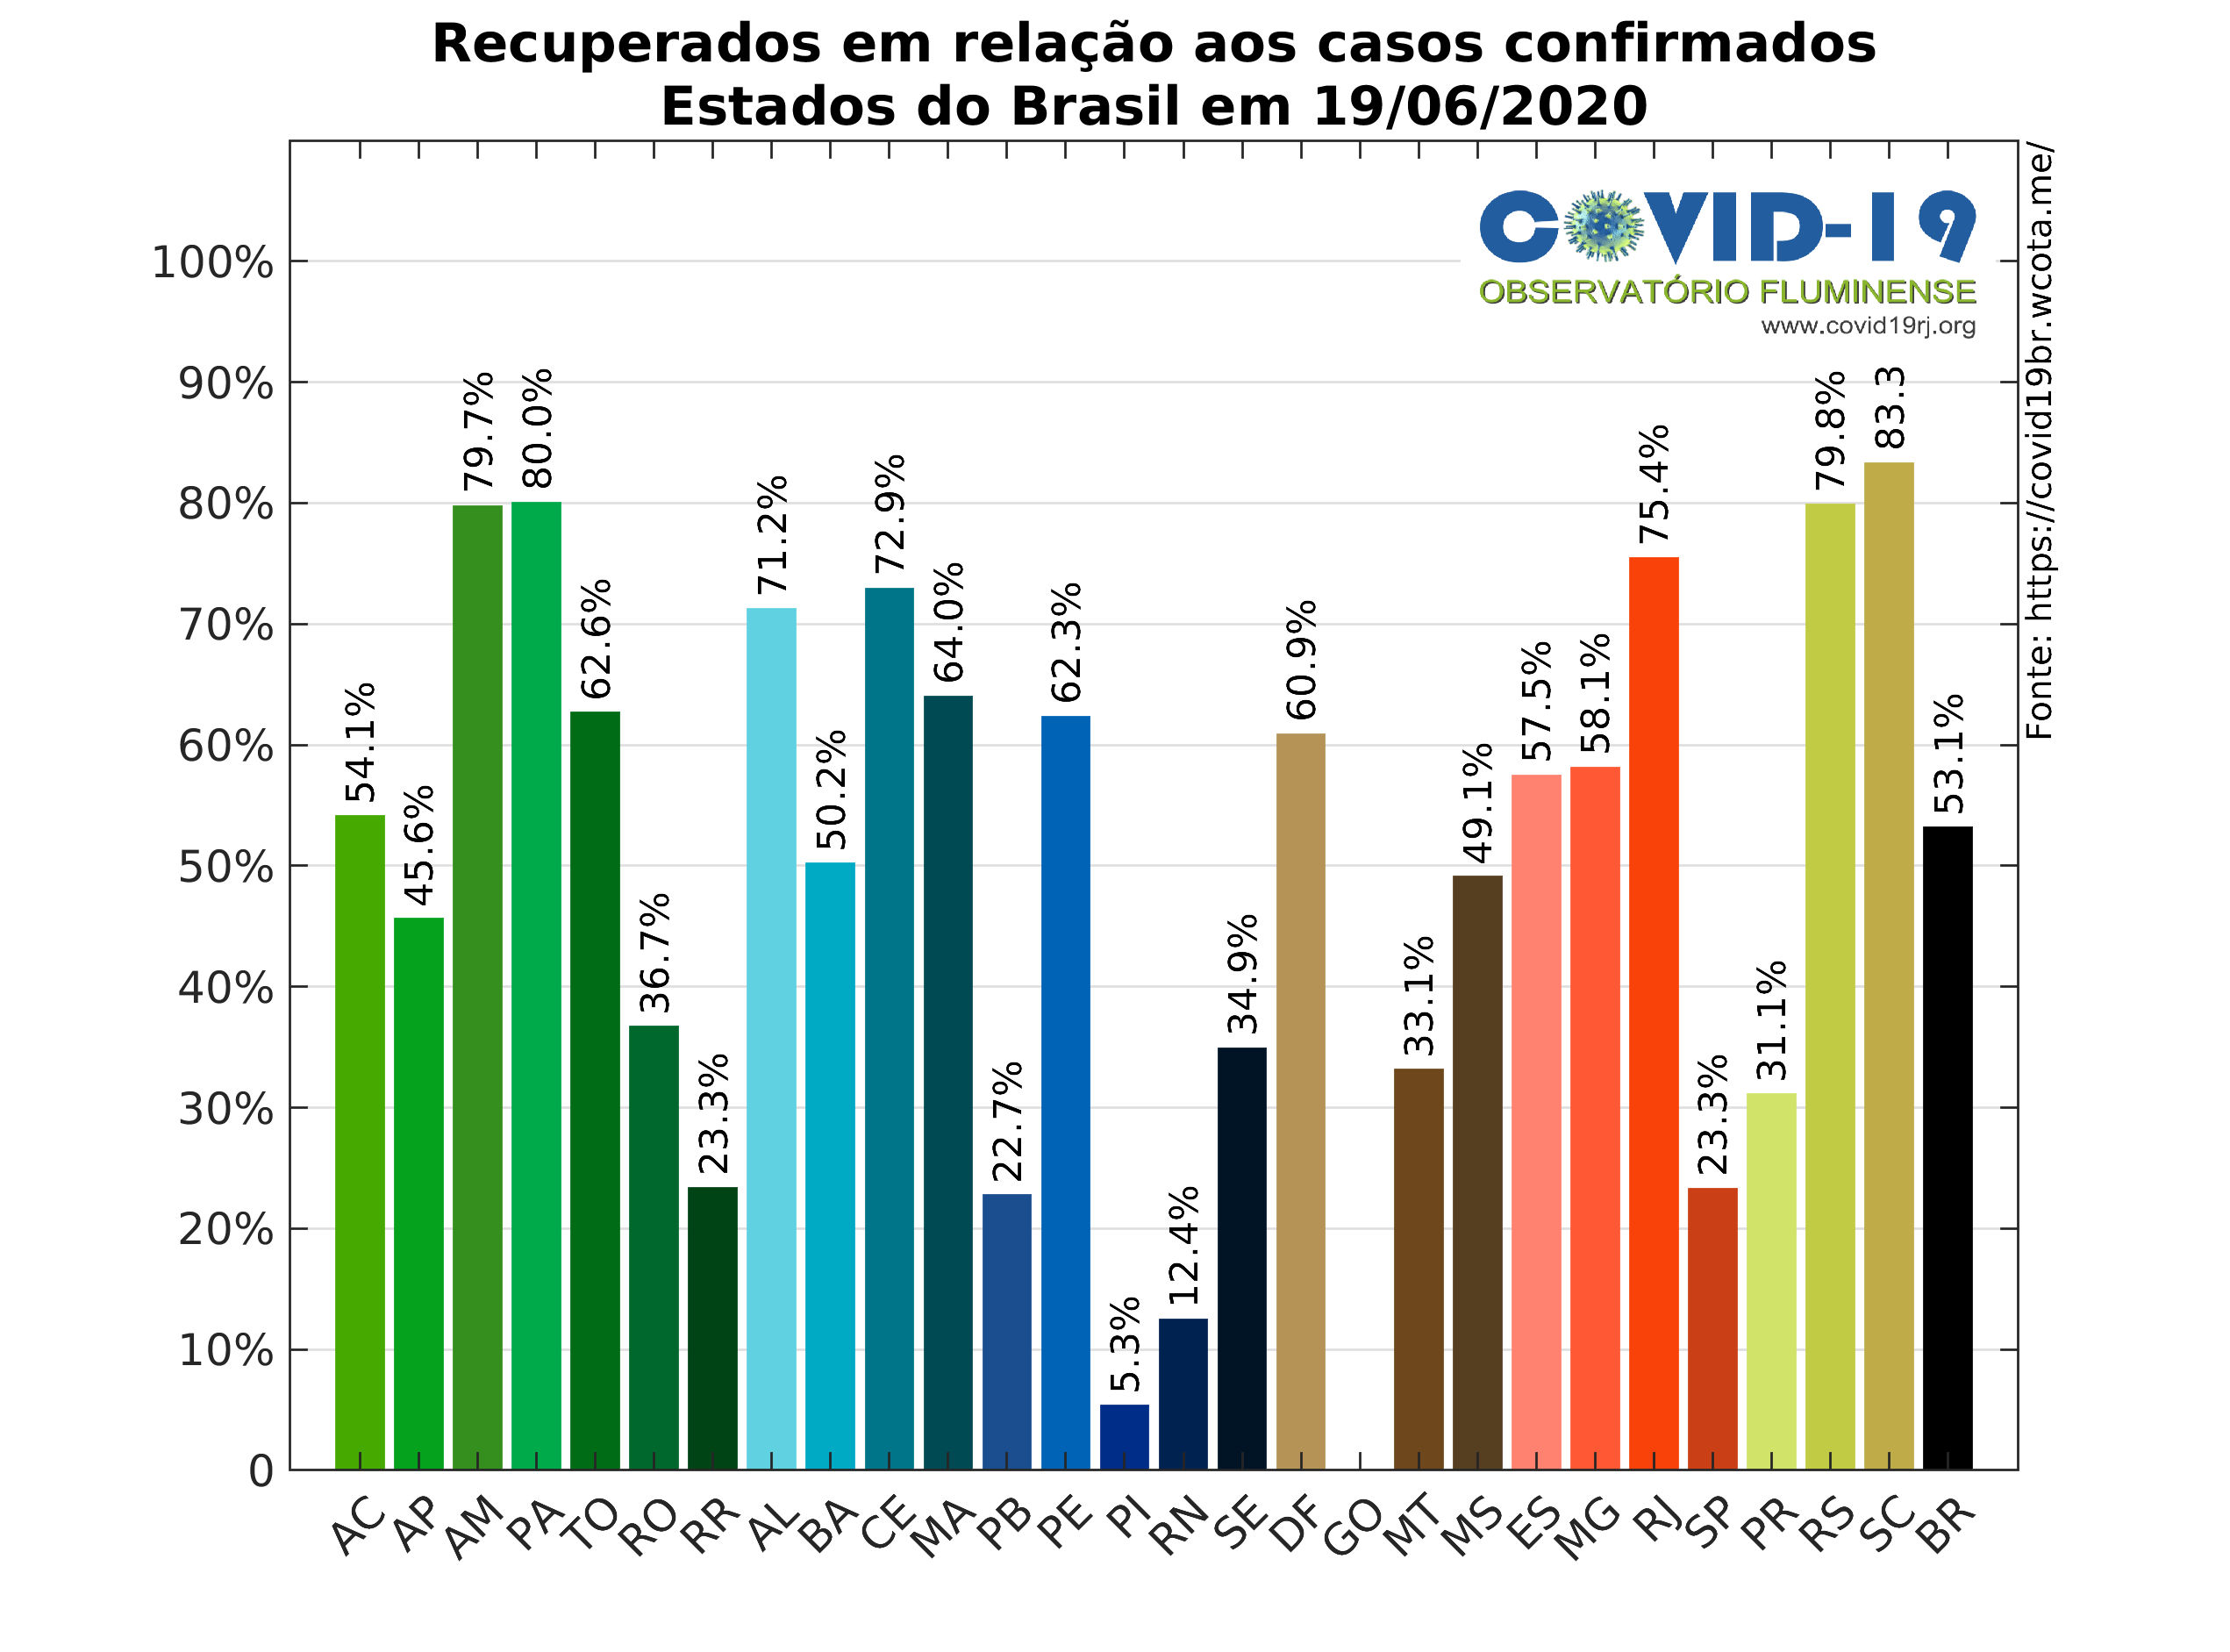 Recuperados em relação aos casos confirmados
Estados do Brasil em 19/06/2020
COVID-19
OBSERVATÓRIO FLUMINENSE
www.covid19rj.org
Fonte: https://covid19br.wcota.me/
100%
90%
80%
70%
60%
50%
40%
30%
20%
10%
0
54.1%
45.6%
79.7%
80.0%
62.6%
36.7%
23.3%
71.2%
50.2%
72.9%
64.0%
22.7%
62.3%
5.3%
12.4%
34.9%
60.9%
33.1%
49.1%
57.5%
58.1%
75.4%
23.3%
31.1%
79.8%
83.3
53.1%
AC
AP
AM
PA
TO
RO
RR
AL
BA
CE
MA
PB
PE
PI
RN
SE
DF
GO
MT
MS
ES
MG
RJ
SP
PR
RS
SC
BR